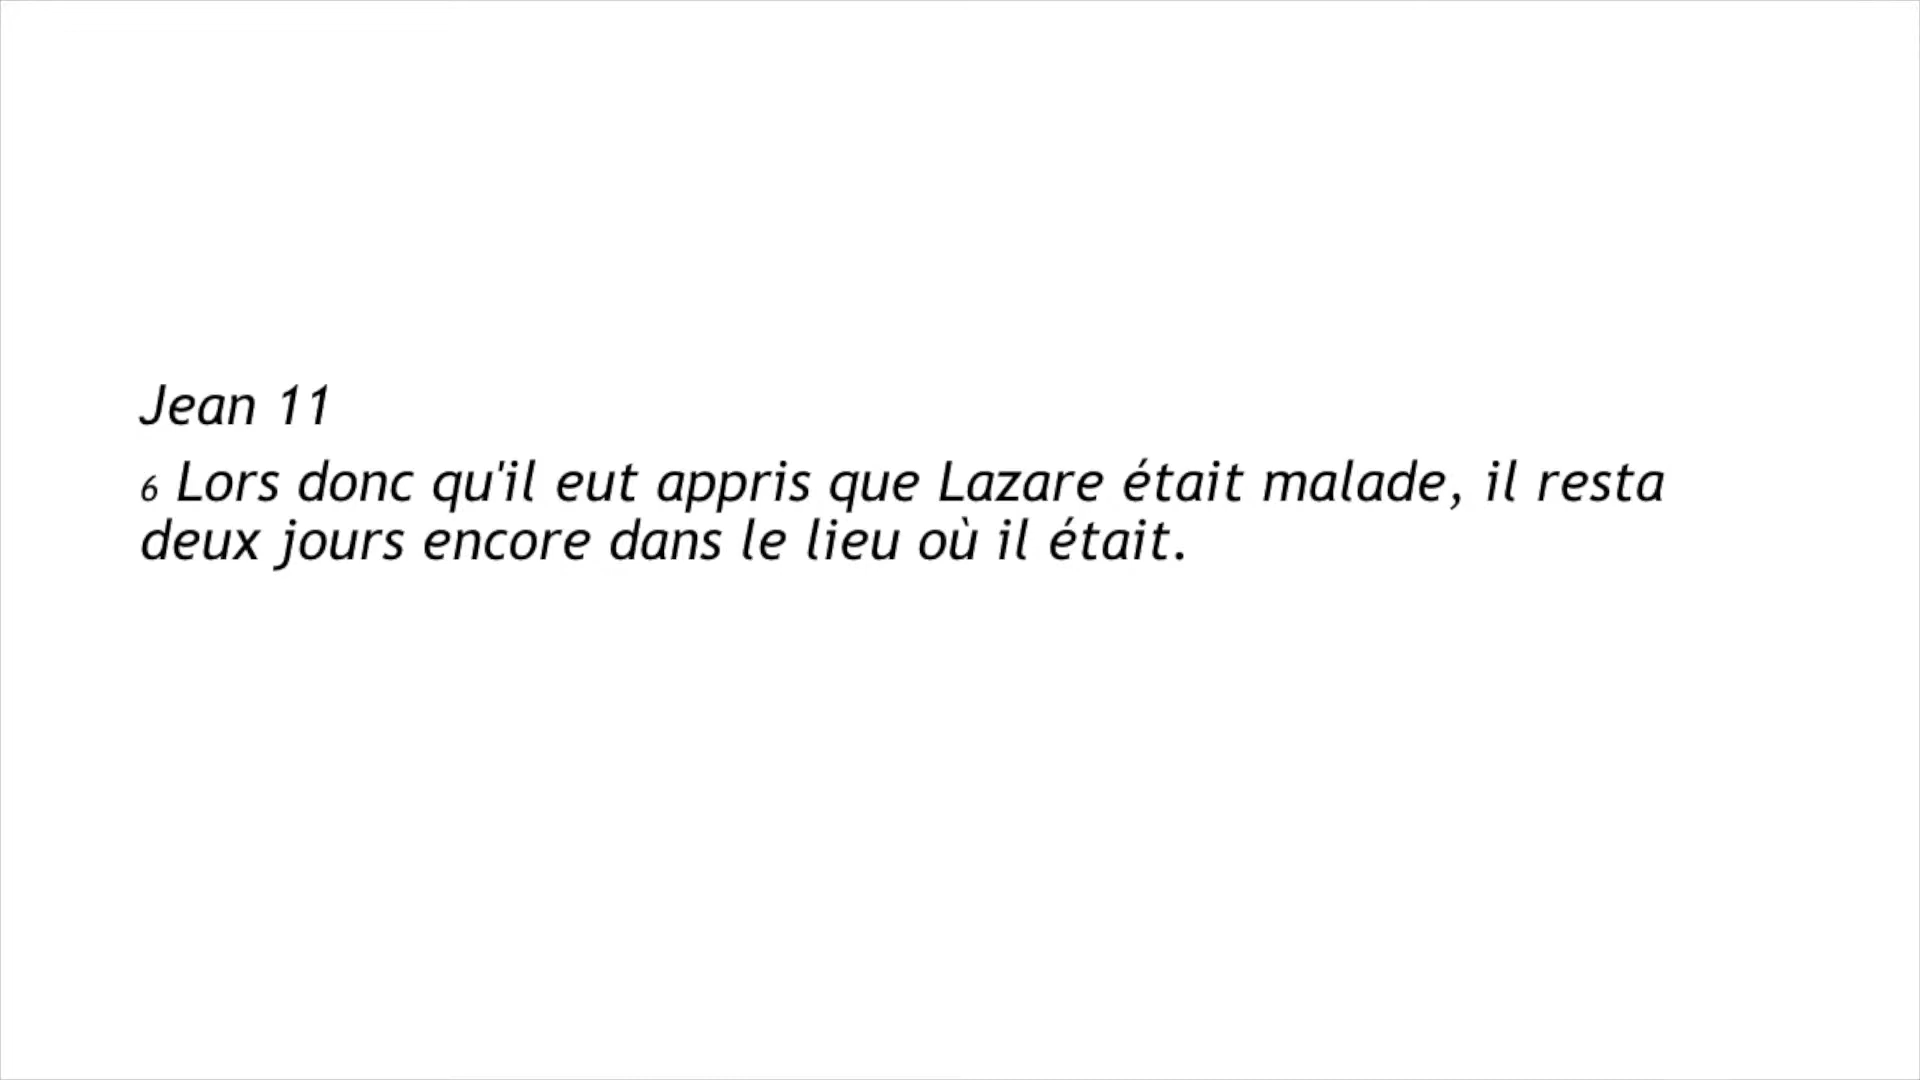 Jean 11
6 Lors donc qu'il eut appris que Lazare était malade, il resta
deux jours encore dans le lieu où il était.